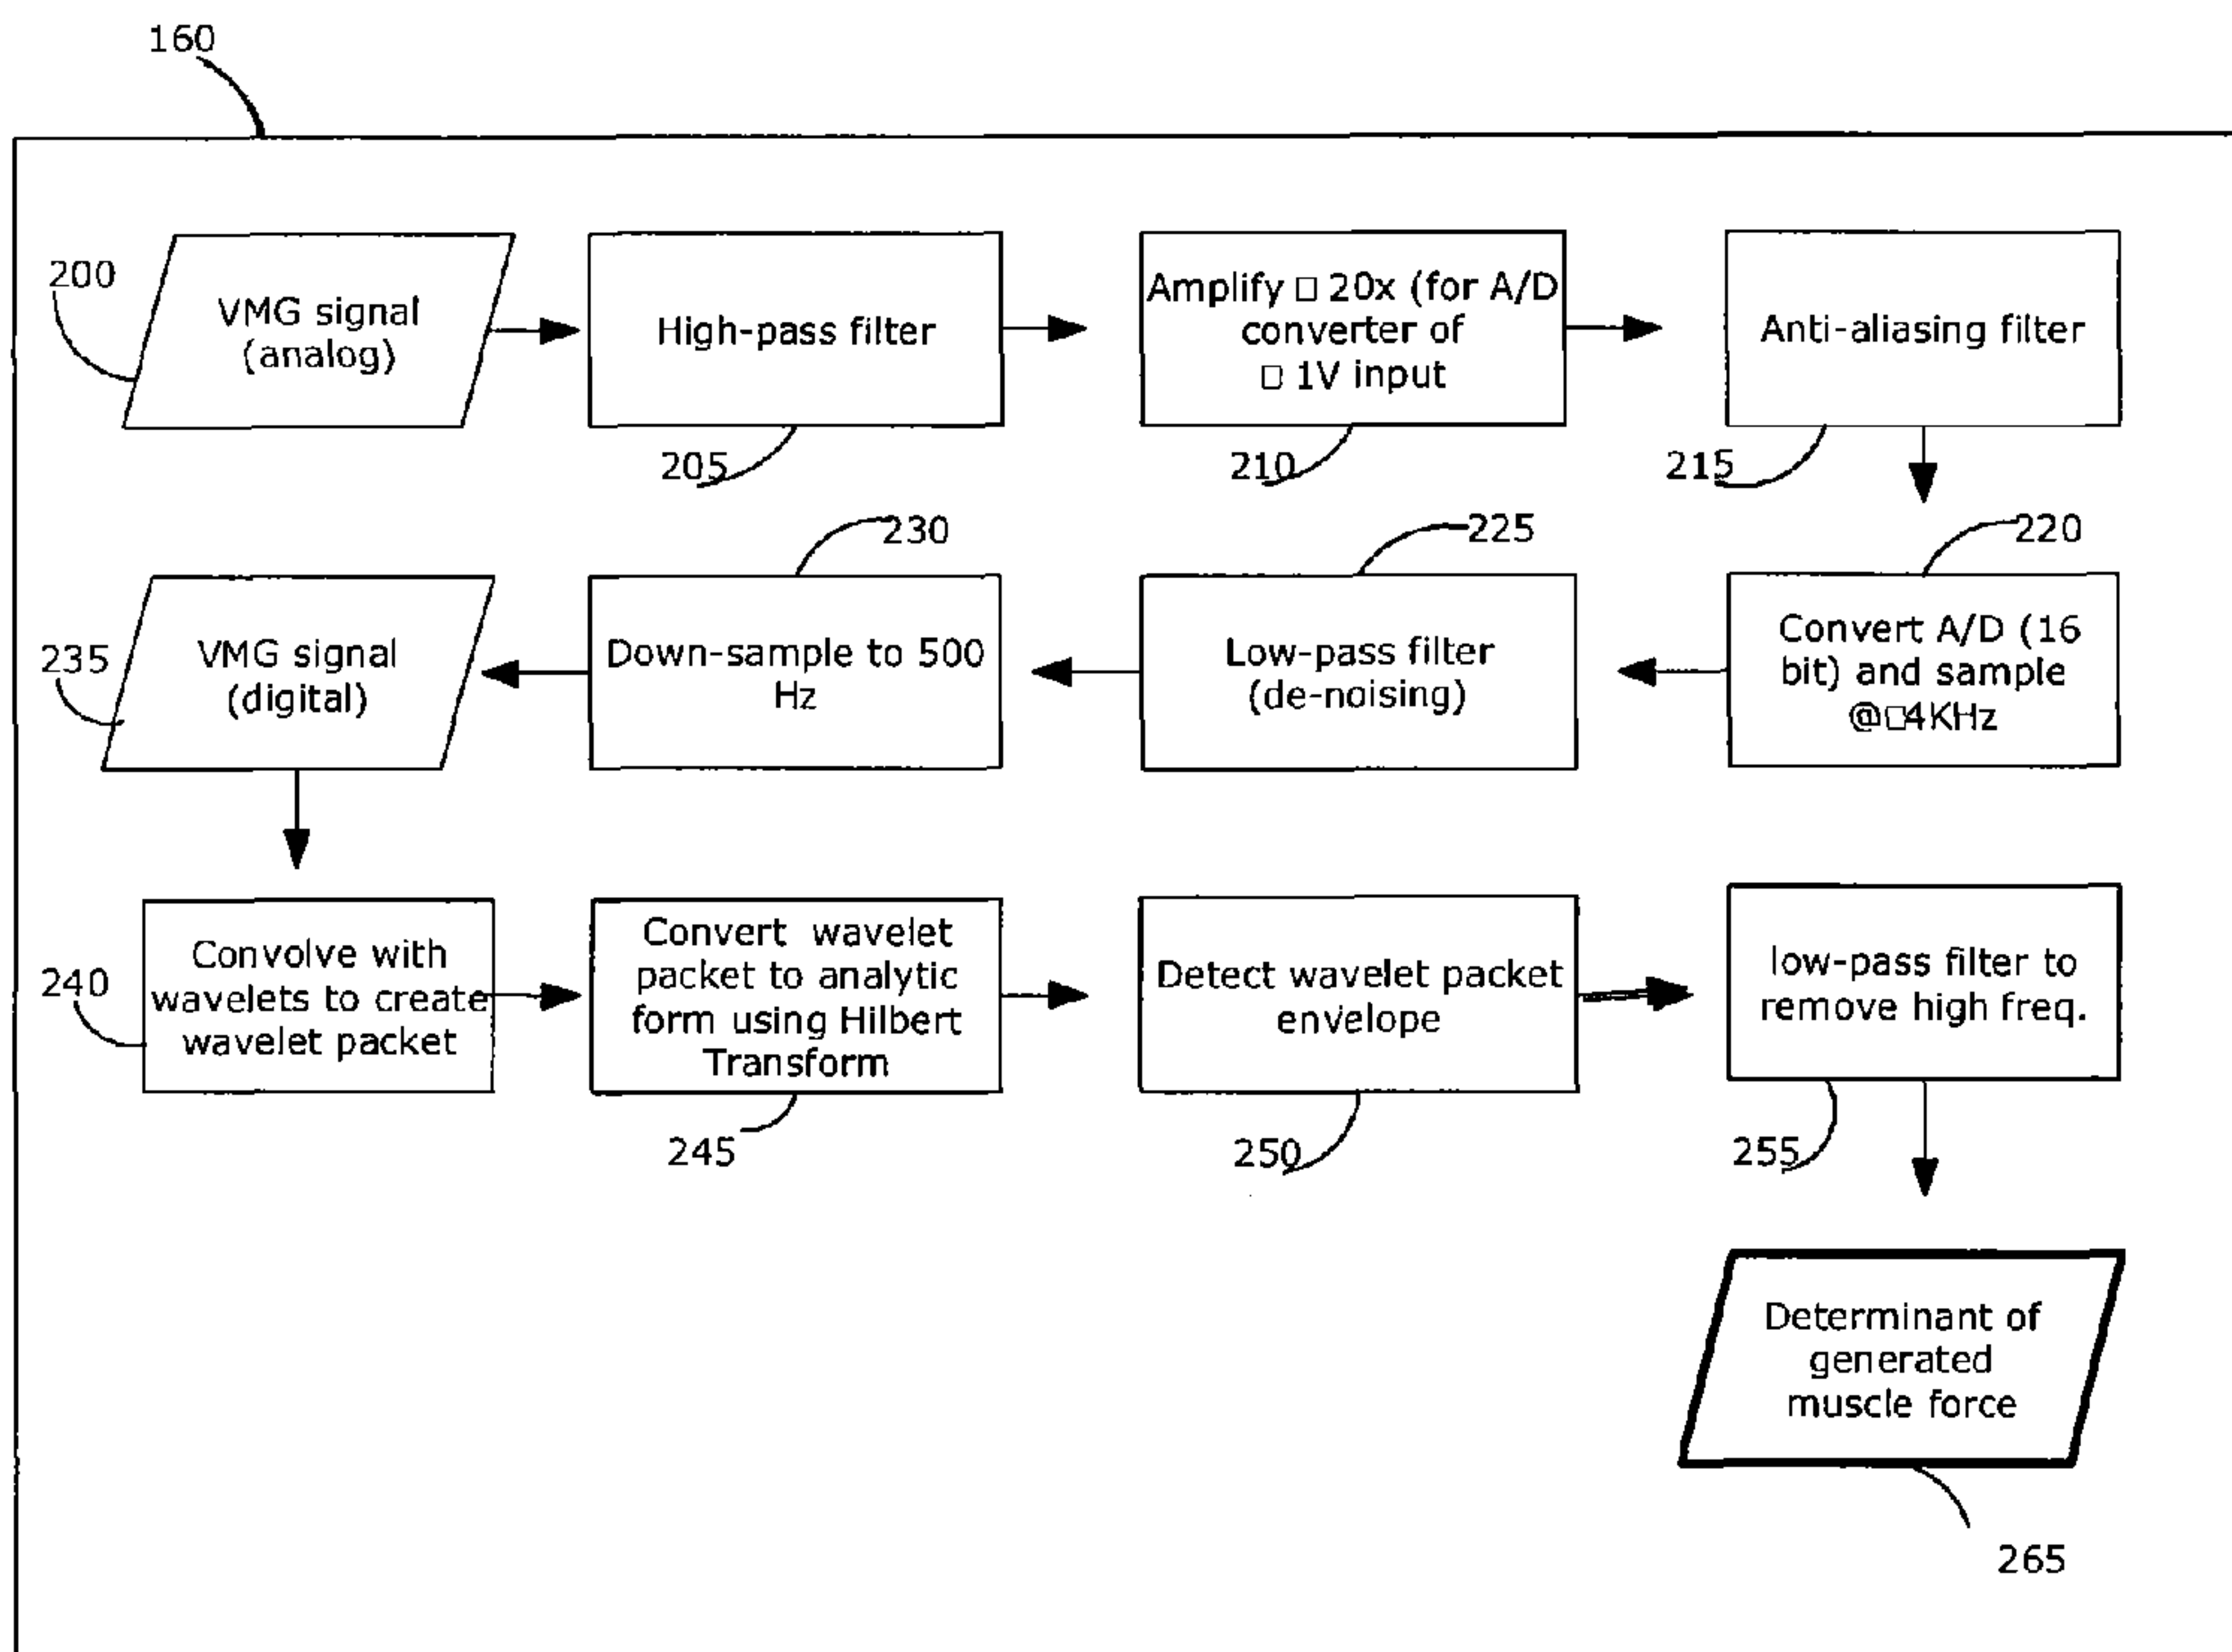 160
200
VMG signal
(analog)
High-pass filter
205
Amplify □ 20x (for A/D
converter of
□ 1V input
210
Anti-aliasing filter
215
220
Convert A/D (16
bit) and sample
@□4KHz
225
Low-pass filter
(de-noising)
230
Down-sample to 500
Hz
235
VMG signal
(digital)
240
Convolve with
wavelets to create
wavelet packet
Convert wavelet
packet to analytic
form using Hilbert
Transform
245
Detect wavelet packet
envelope
250
low-pass filter to
remove high freq.
255
Determinant of
generated
muscle force
265